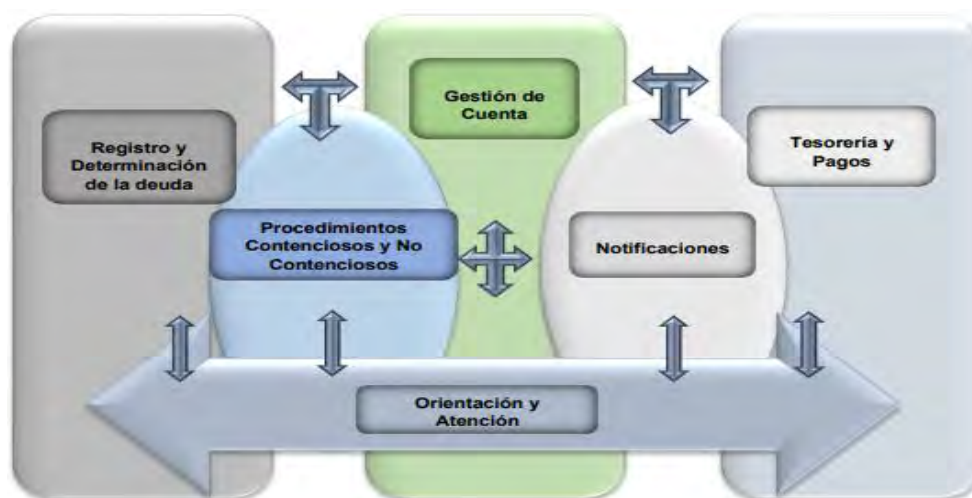 Registro y
Determinación
de la deuda
Gestión de
Cuenta
Tesorería y
Pagos
Procedimientos
Contenciosos y No
Contenciosos
Notificaciones
Orientación y
Atención